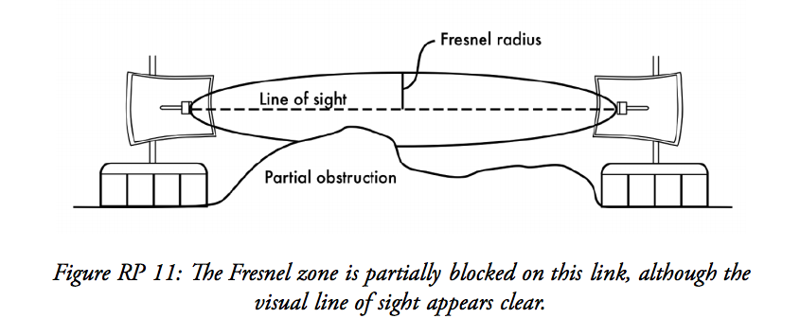 Fresnel radius
Line of sight
Partial obstruction
Figure RP 11: The Fresnel zone is partially blocked on this link, although the
visual line of sight appears clear.